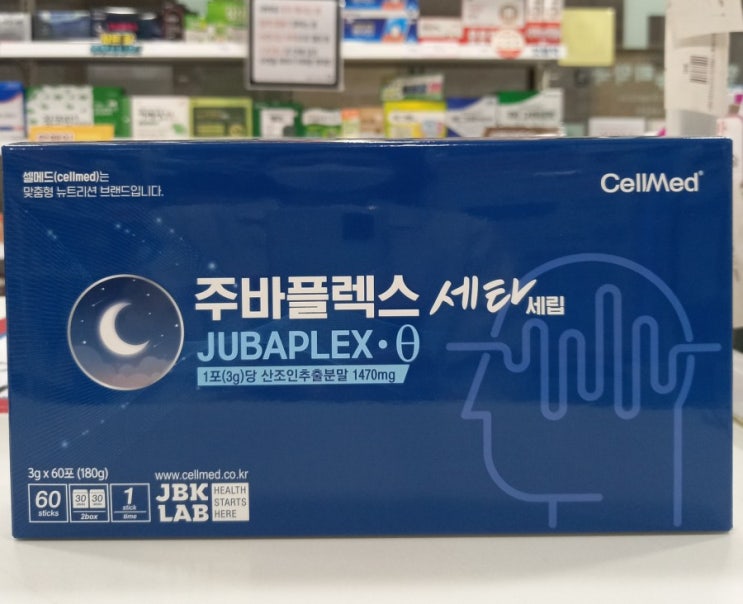 셀메드(cellmed)는
맞춤형 뉴트리션 브랜드입니다.
CellMed®
주바플렉스 세타 세립
JUBAPLEX·θ
1포(3g)당 산조인추출분말 1470mg
3g x 60포 (180g)
www.cellmed.co.kr
60
sticks
30 30
2box
1
stick
time
JBK
LAB
HEALTH
STARTS
HERE